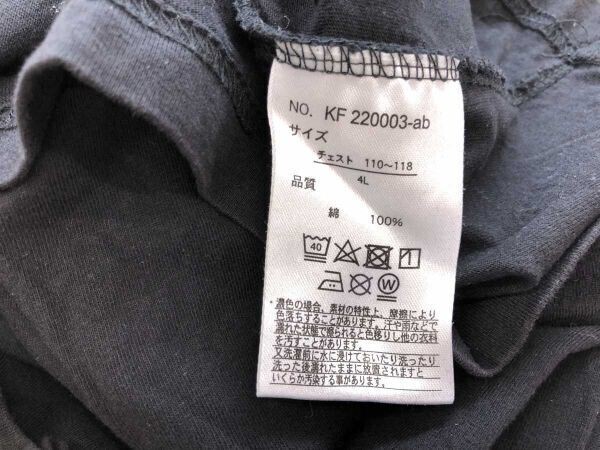 NO. KF 220003-ab
サイズ
チェスト 110～118
4L
品質
綿 100%
40
W
・濃色の場合、素材の特性上、摩擦により
色落ちすることがあります。汗や雨などで
濡れた状態で擦られると色移りし他の衣料
を汚すことがあります。
又洗濯前に水に浸けておいたり洗ったり
洗った後濡れたままに放置されますと
いくらか汚染する事があります。